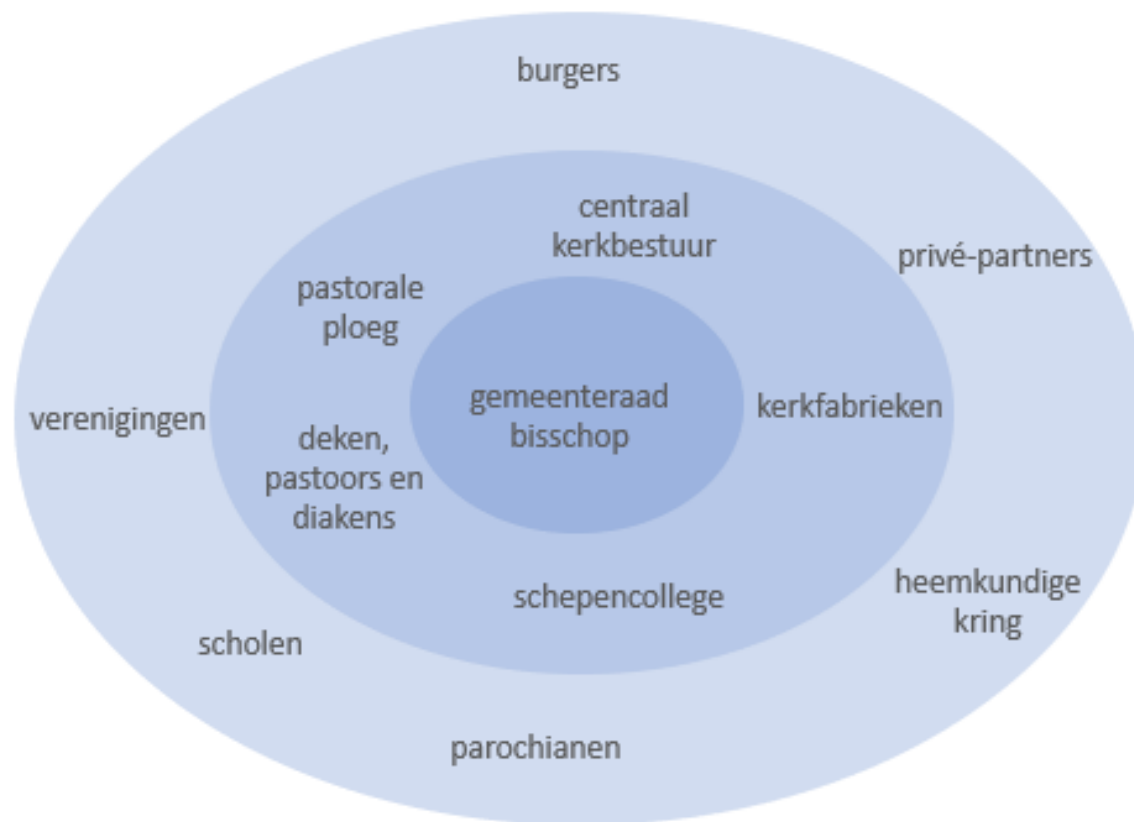 burgers
centraal
kerkbestuur
privé-partners
pastorale
ploeg
gemeenteraad
bisschop
kerkfabrieken
verenigingen
deken,
pastoors en
diakens
schepencollege
heemkundige
kring
scholen
parochianen